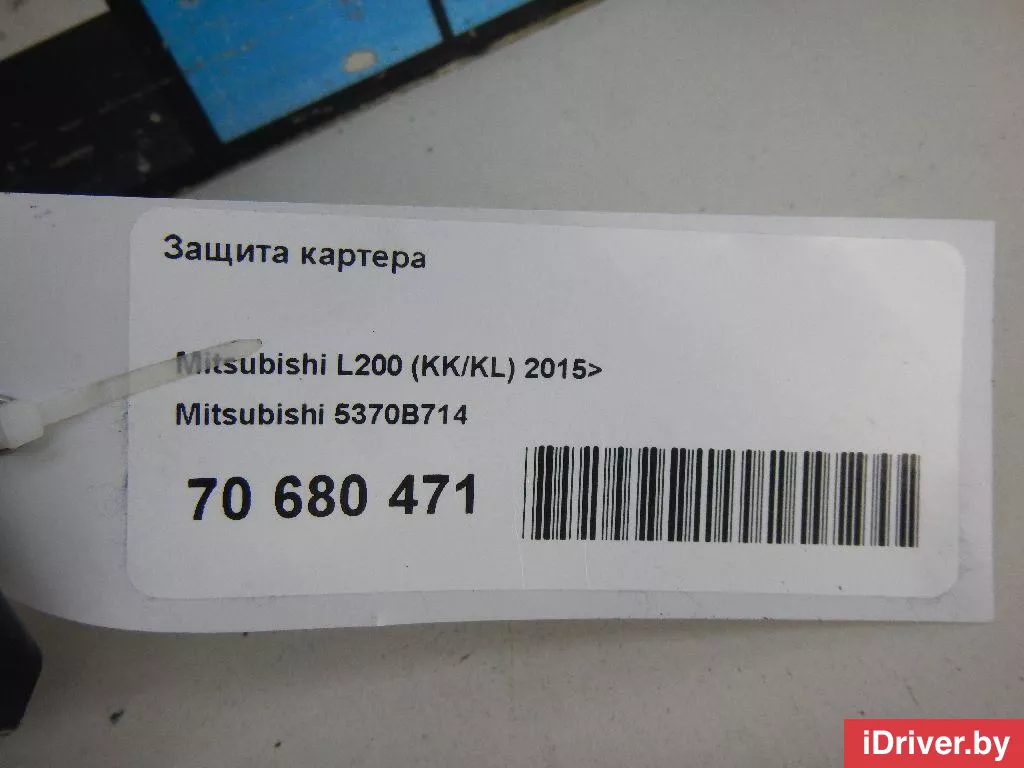 Защита картера
Mitsubishi L200 (KK/KL) 2015>
Mitsubishi 5370B714
70 680 471
iDriver.by